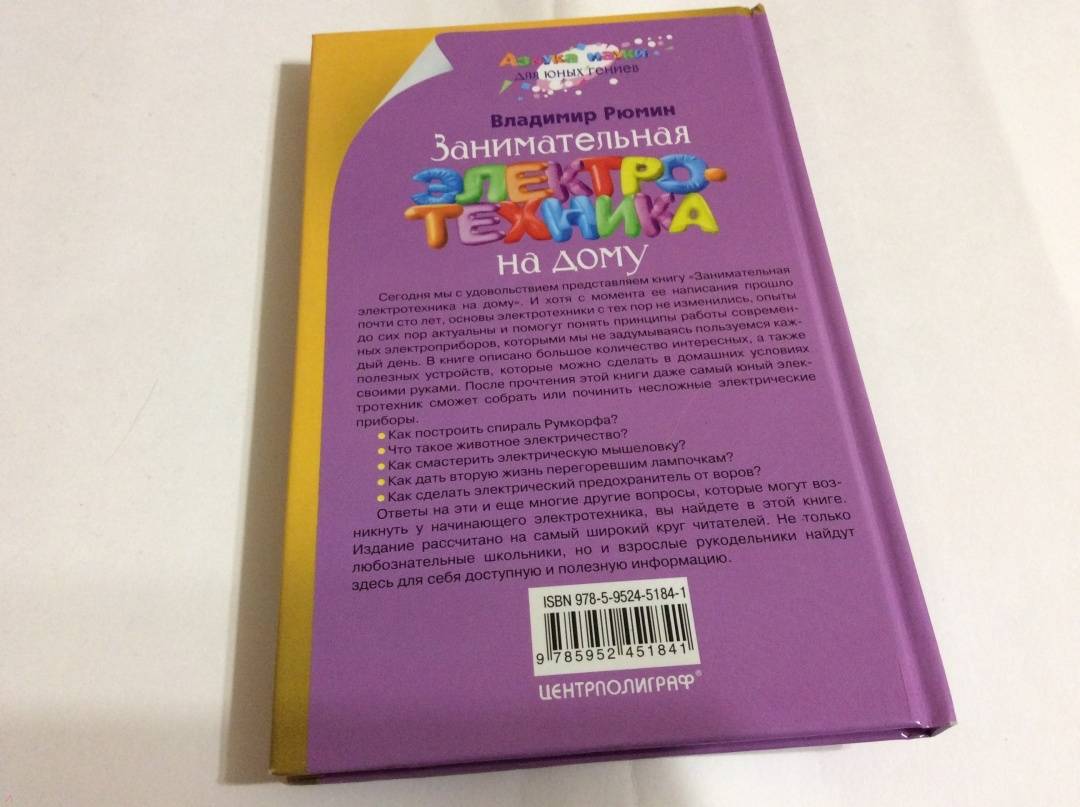 Азбука науки
для юных гениев
Владимир Рюмин
Занимательная
ЭЛЕКТРО-
ТЕХНИКА
на дому
Сегодня мы с удовольствием представляем книгу «Занимательная
электротехника на дому». И хотя с момента ее написания прошло
почти сто лет, основы электротехники с тех пор не изменились, опыты
до сих пор актуальны и помогут понять принципы работы современ-
ных электроприборов, которыми мы не задумываясь пользуемся каж-
дый день. В книге описано большое количество интересных, а также
полезных устройств, которые можно сделать в домашних условиях
своими руками. После прочтения этой книги даже самый юный элек-
тротехник сможет собрать или починить несложные электрические
приборы.
• Как построить спираль Румкорфа?
• Что такое животное электричество?
• Как смастерить электрическую мышеловку?
• Как дать вторую жизнь перегоревшим лампочкам?
• Как сделать электрический предохранитель от воров?
Ответы на эти и еще многие другие вопросы, которые могут воз-
никнуть у начинающего электротехника, вы найдете в этой книге.
Издание рассчитано на самый широкий круг читателей. Не только
любознательные школьники, но и взрослые рукодельники найдут
здесь для себя доступную и полезную информацию.
ISBN 978-5-9524-5184-1
9 785952 451841
ЦЕНТРПОЛИГРАФ®